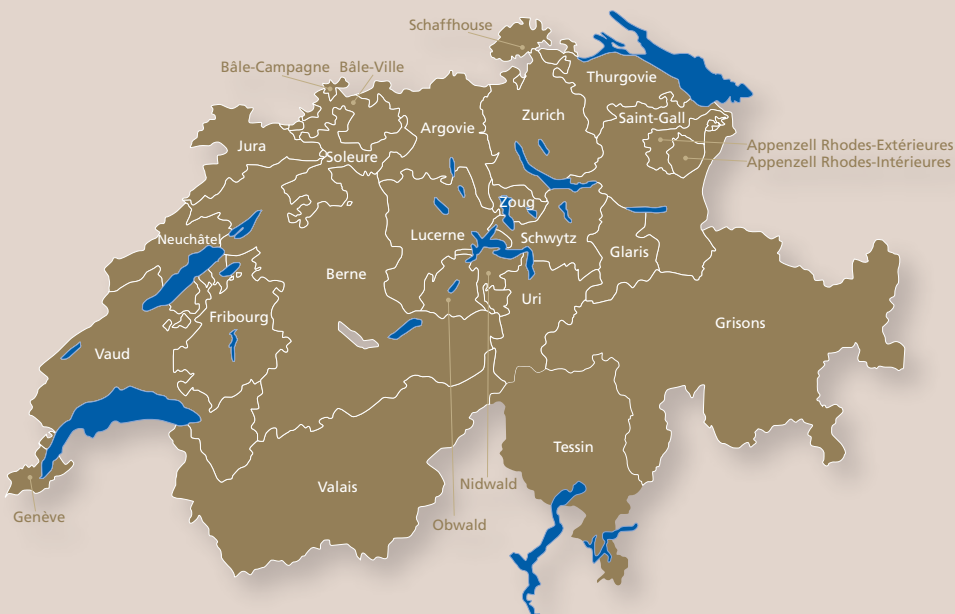 Schaffhouse
Bâle-Campagne
Bâle-Ville
Thurgovie
Zurich
Saint-Gall
Argovie
Jura
Soleure
Appenzell Rhodes-Extérieures
Appenzell Rhodes-Intérieures
Zoug
Neuchâtel
Lucerne
Schwytz
Glaris
Berne
Uri
Fribourg
Grisons
Vaud
Tessin
Valais
Nidwald
Genève
Obwald